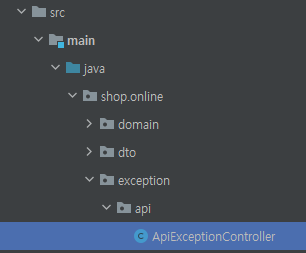 src
main
java
shop.online
domain
dto
exception
api
ApiExceptionController